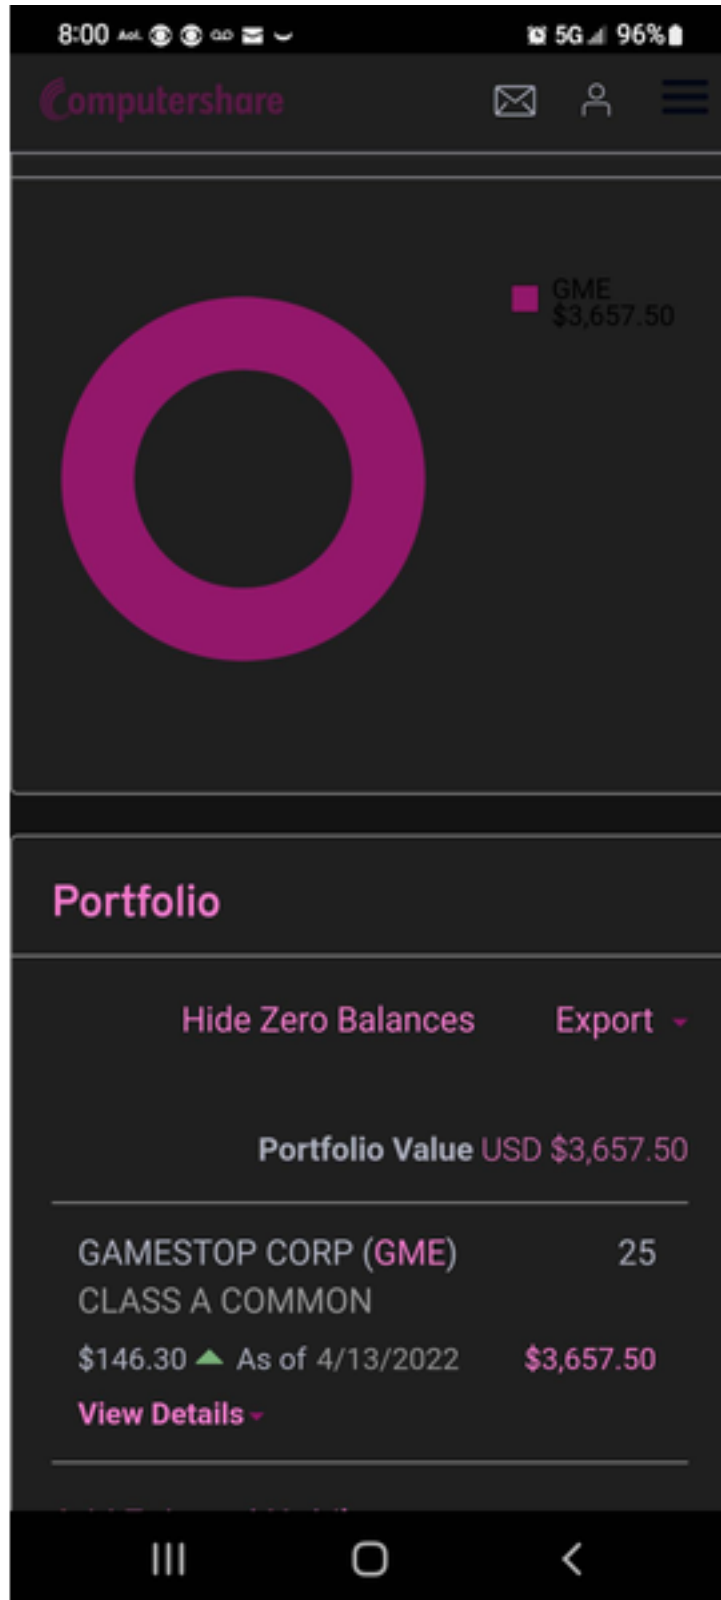 8:00 Aol. 5G 96%
Computershare
GME
$3,657.50
Portfolio
Hide Zero Balances Export
Portfolio Value USD $3,657.50
GAMESTOP CORP (GME) 25
CLASS A COMMON
$146.30 As of 4/13/2022 $3,657.50
View Details